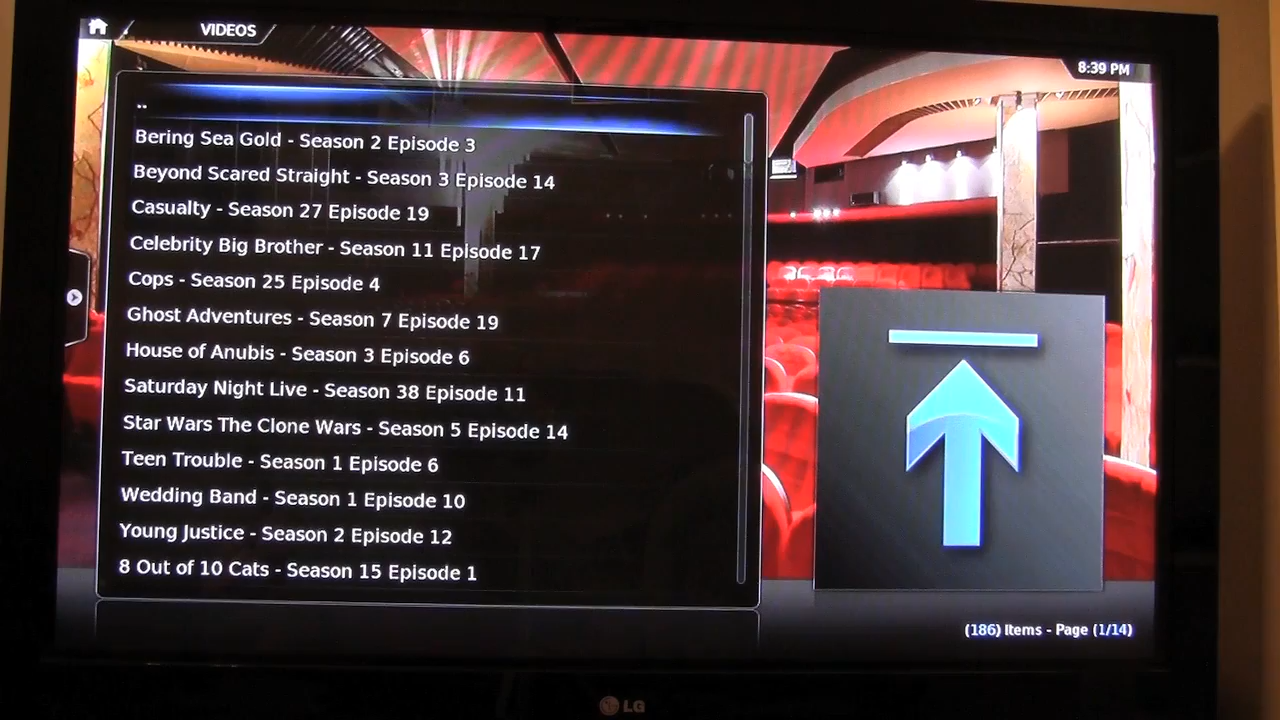 VIDEOS
8:39 PM
..
Bering Sea Gold - Season 2 Episode 3
Beyond Scared Straight - Season 3 Episode 14
Casualty - Season 27 Episode 19
Celebrity Big Brother - Season 11 Episode 17
Cops - Season 25 Episode 4
Ghost Adventures - Season 7 Episode 19
House of Anubis - Season 3 Episode 6
Saturday Night Live - Season 38 Episode 11
Star Wars The Clone Wars - Season 5 Episode 14
Teen Trouble - Season 1 Episode 6
Wedding Band - Season 1 Episode 10
Young Justice - Season 2 Episode 12
8 Out of 10 Cats - Season 15 Episode 1
(186) Items - Page (1/14)
LG